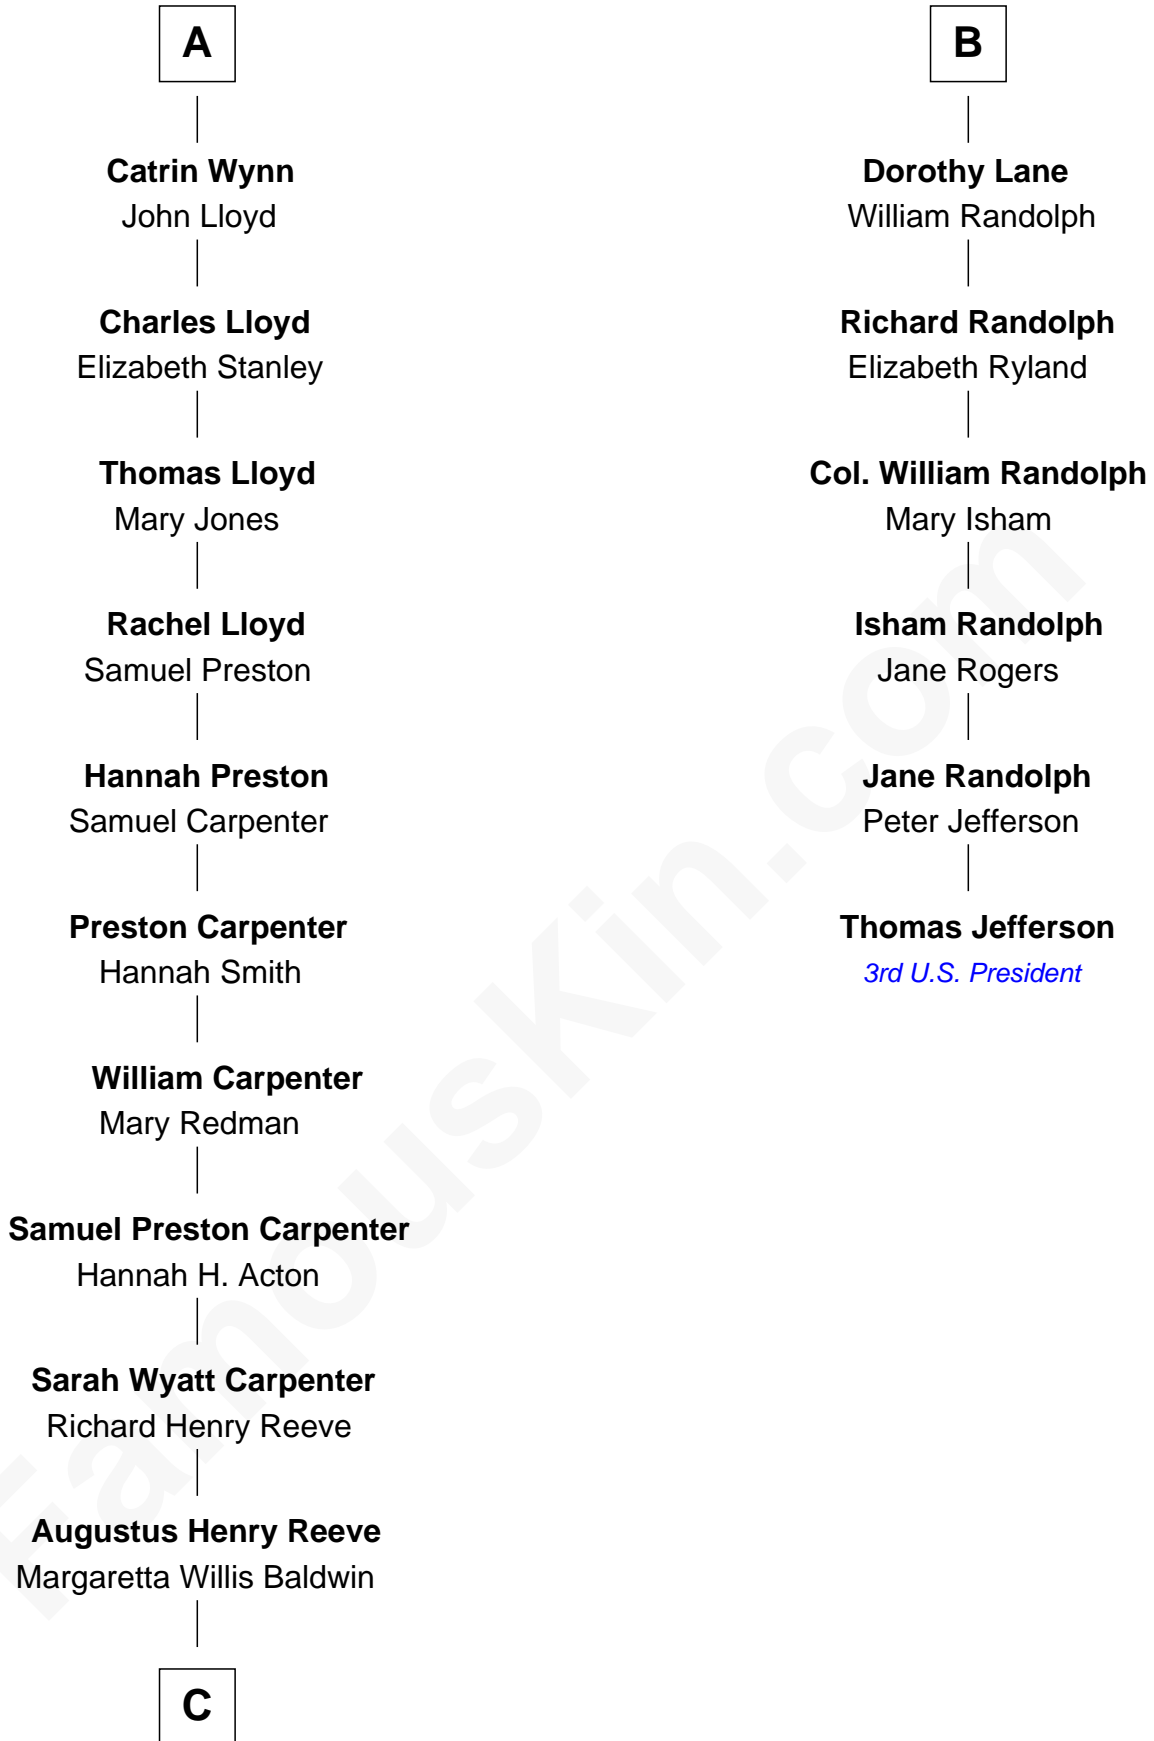 A
Catrin Wynn
John Lloyd
Charles Lloyd
Elizabeth Stanley
Thomas Lloyd
Mary Jones
Rachel Lloyd
Samuel Preston
Hannah Preston
Samuel Carpenter
Preston Carpenter
Hannah Smith
William Carpenter
Mary Redman
Samuel Preston Carpenter
Hannah H. Acton
Sarah Wyatt Carpenter
Richard Henry Reeve
Augustus Henry Reeve
Margaretta Willis Baldwin
C
B
Dorothy Lane
William Randolph
Richard Randolph
Elizabeth Ryland
Col. William Randolph
Mary Isham
Isham Randolph
Jane Rogers
Jane Randolph
Peter Jefferson
Thomas Jefferson
3rd U.S. President
FamousKin.com